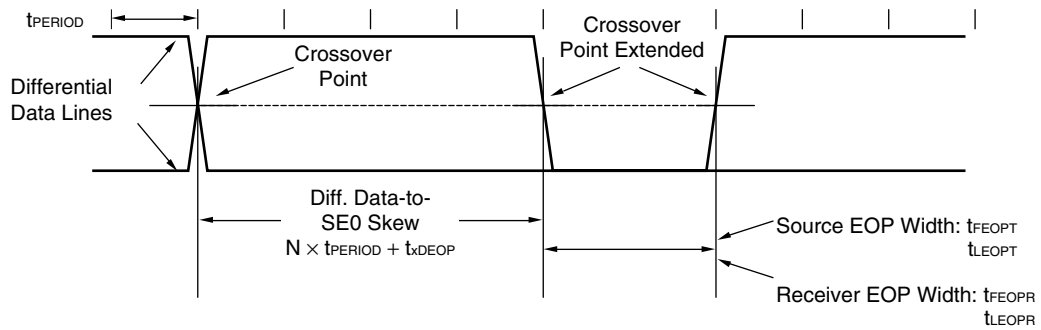 tPERIOD
Crossover
Point
Crossover
Point Extended
Differential
Data Lines
Diff. Data-to-
SE0 Skew
N × tPERIOD + txDEOP
Source EOP Width: tFEOPT
tLEOPT
Receiver EOP Width: tFEOPR
tLEOPR